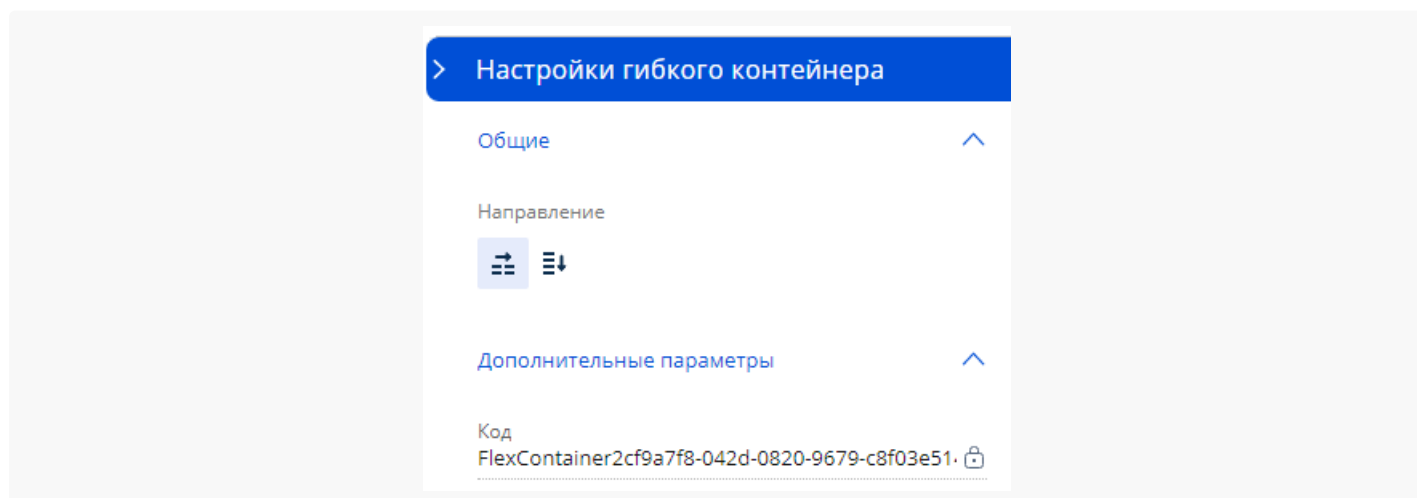 Настройки гибкого контейнера
Общие
Направление
Дополнительные параметры
Код
FlexContainer2cf9a7f8-042d-0820-9679-c8f03e51